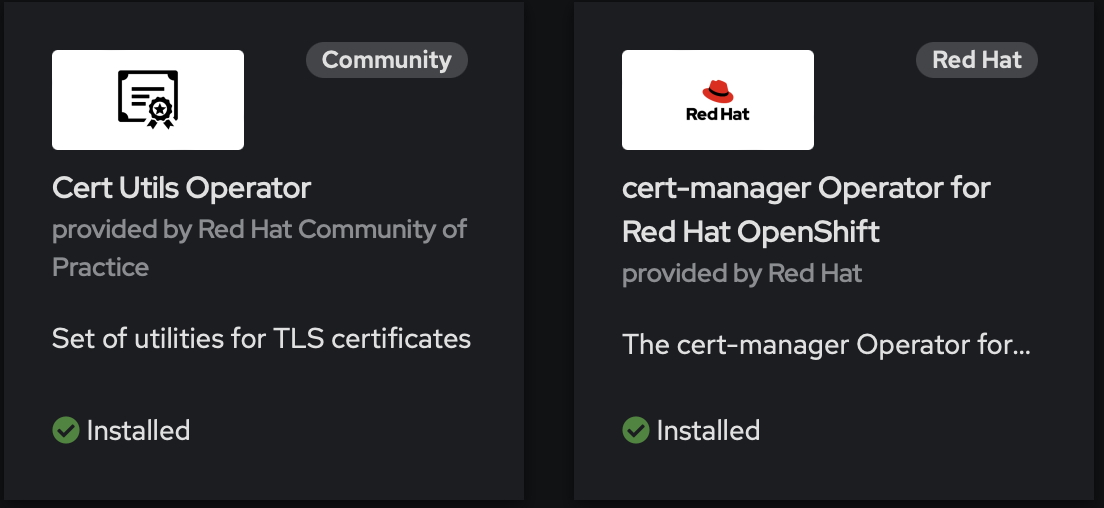 Community
Cert Utils Operator
provided by Red Hat Community of
Practice
Set of utilities for TLS certificates
Installed
Red Hat
Red Hat
cert-manager Operator for
Red Hat OpenShift
provided by Red Hat
The cert-manager Operator for...
Installed